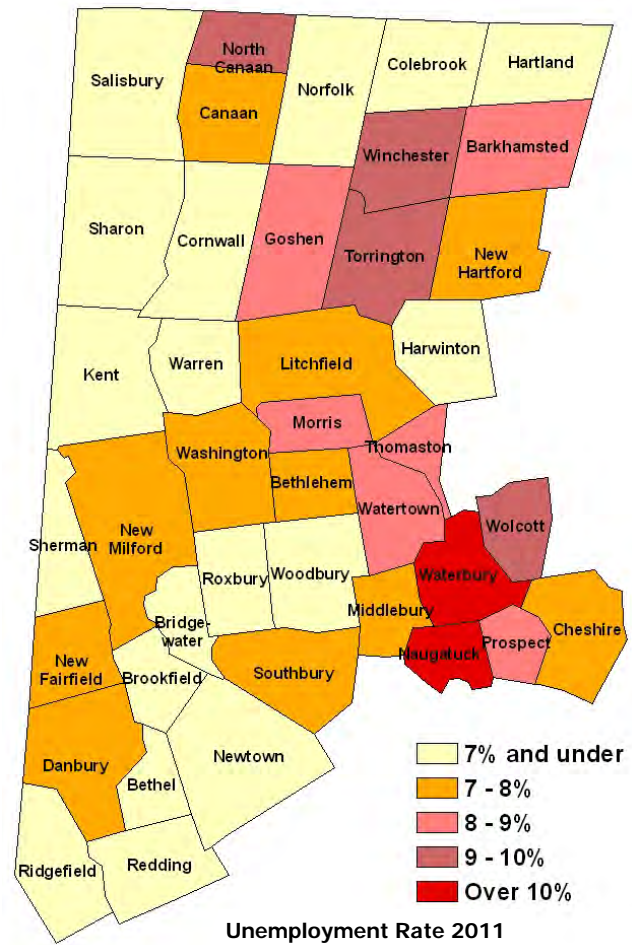 North
Canaan
Salisbury
Colebrook
Hartland
Norfolk
Canaan
Winchester
Barkhamsted
Sharon
Cornwall
Goshen
Torrington
New
Hartford
Kent
Warren
Litchfield
Harwinton
Morris
Thomaston
Washington
Bethlehem
Watertown
Sherman
New
Milford
Wolcott
Roxbury
Woodbury
Waterbury
Bridge-
water
Middlebury
Cheshire
Naugatuck
Prospect
New
Fairfield
Brookfield
Southbury
Danbury
Bethel
Newtown
Ridgefield
Redding
7% and under
7 - 8%
8 - 9%
9 - 10%
Over 10%
Unemployment Rate 2011